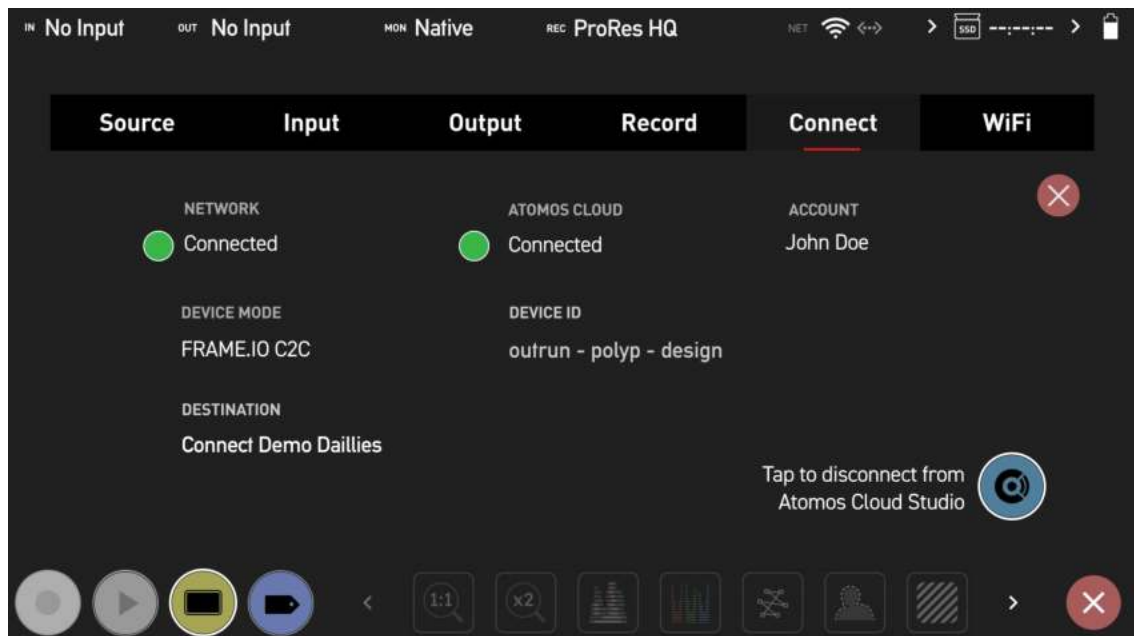 IN No Input OUT No Input MON Native REC ProRes HQ NET SSD --:--:--
Source Input Output Record Connect WiFi
NETWORK ATOMOS CLOUD ACCOUNT
Connected Connected John Doe
DEVICE MODE DEVICE ID
FRAME.IO C2C outrun - polyp - design
DESTINATION
Connect Demo Daillies
Tap to disconnect from
Atomos Cloud Studio
1:1 x2